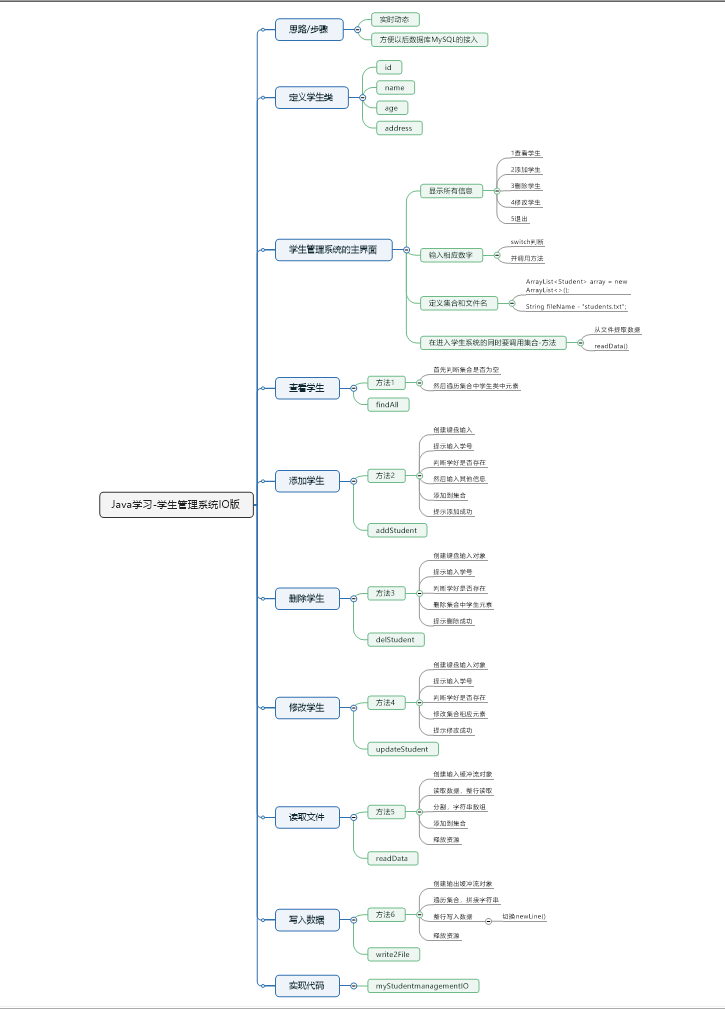 Java学习-学生管理系统IO版
思路/步骤
实时动态
方便以后数据库MySQL的接入
定义学生类
id
name
age
address
学生管理系统的主界面
显示所有信息
1查看学生
2添加学生
3删除学生
4修改学生
5退出
输入相应数字
switch判断
并调用方法
定义集合和文件名
ArrayList<Student> array = new
ArrayList<>();
String fileName = "students.txt";
在进入学生系统的同时要调用集合-方法
从文件提取数据
readData()
查看学生
方法1
首先判断集合是否为空
然后遍历集合中学生类中元素
findAll
添加学生
方法2
创建键盘输入
提示输入学号
判断学好是否存在
然后输入其他信息
添加到集合
提示添加成功
addStudent
删除学生
方法3
创建键盘输入对象
提示输入学号
判断学好是否存在
删除集合中学生元素
提示删除成功
delStudent
修改学生
方法4
创建键盘输入对象
提示输入学号
判断学好是否存在
修改集合相应元素
提示修改成功
updateStudent
读取文件
方法5
创建输入缓冲流对象
读取数据，整行读取
分割，字符串数组
添加到集合
释放资源
readData
写入数据
方法6
创建输出缓冲流对象
遍历集合，拼接字符串
整行写入数据
切换newLine()
释放资源
write2File
实现代码
myStudentmanagementIO